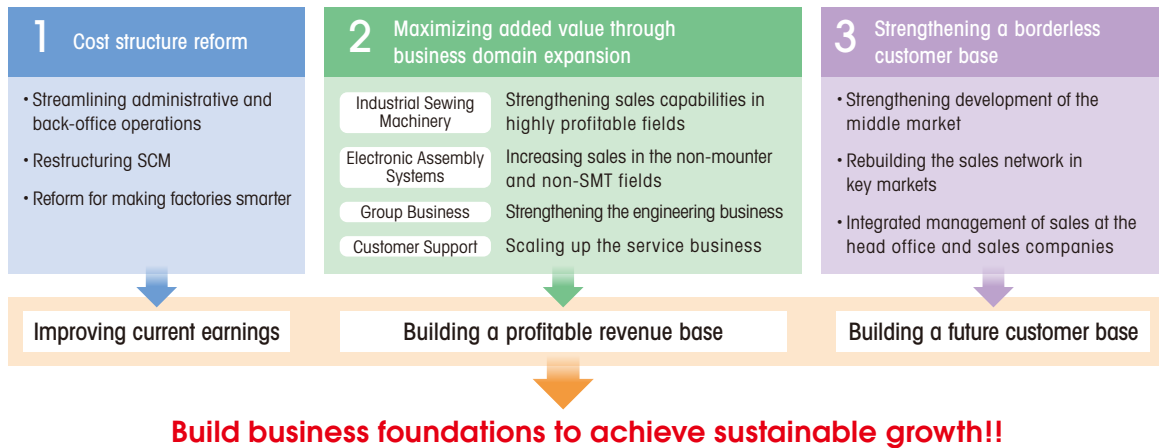 1 Cost structure reform
• Streamlining administrative and
back-office operations
• Restructuring SCM
• Reform for making factories smarter
2 Maximizing added value through
business domain expansion
Industrial Sewing
Machinery
Strengthening sales capabilities in
highly profitable fields
Electronic Assembly
Systems
Increasing sales in the non-mounter
and non-SMT fields
Group Business
Strengthening the engineering business
Customer Support
Scaling up the service business
3 Strengthening a borderless
customer base
• Strengthening development of the
middle market
• Rebuilding the sales network in
key markets
• Integrated management of sales at the
head office and sales companies
Improving current earnings
Building a profitable revenue base
Building a future customer base
Build business foundations to achieve sustainable growth!!